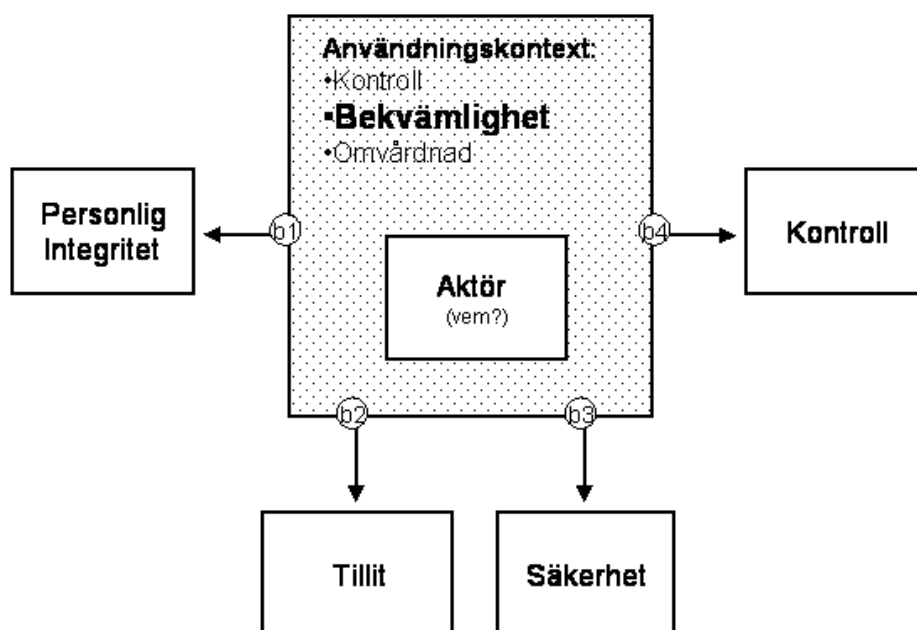 Användningskontext:
•Kontroll
▪Bekvämlighet
•Omvårdnad
Personlig
Integritet
b1
b4
Kontroll
Aktör
(vem?)
b2
b3
Tillit
Säkerhet